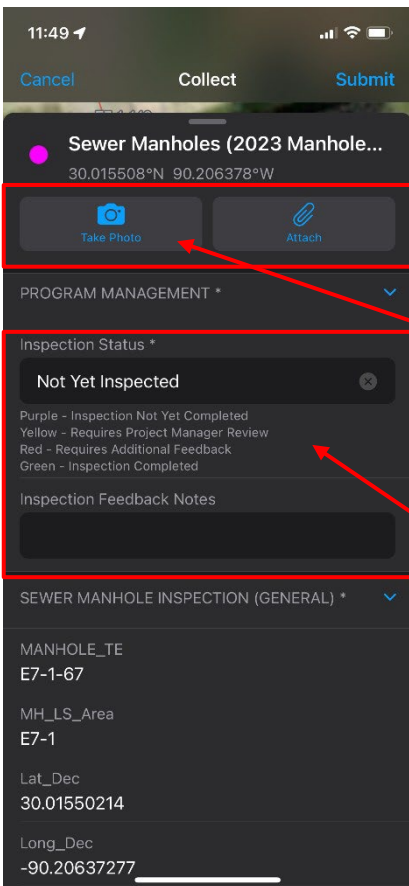 11:49
Cancel Collect Submit
Sewer Manholes (2023 Manhole...
30.015508°N 90.206378°W
Take Photo Attach
PROGRAM MANAGEMENT *
Inspection Status *
Not Yet Inspected
Purple - Inspection Not Yet Completed
Yellow - Requires Project Manager Review
Red - Requires Additional Feedback
Green - Inspection Completed
Inspection Feedback Notes
SEWER MANHOLE INSPECTION (GENERAL) *
MANHOLE_TE
E7-1-67
MH_LS_Area
E7-1
Lat_Dec
30.01550214
Long_Dec
-90.20637277